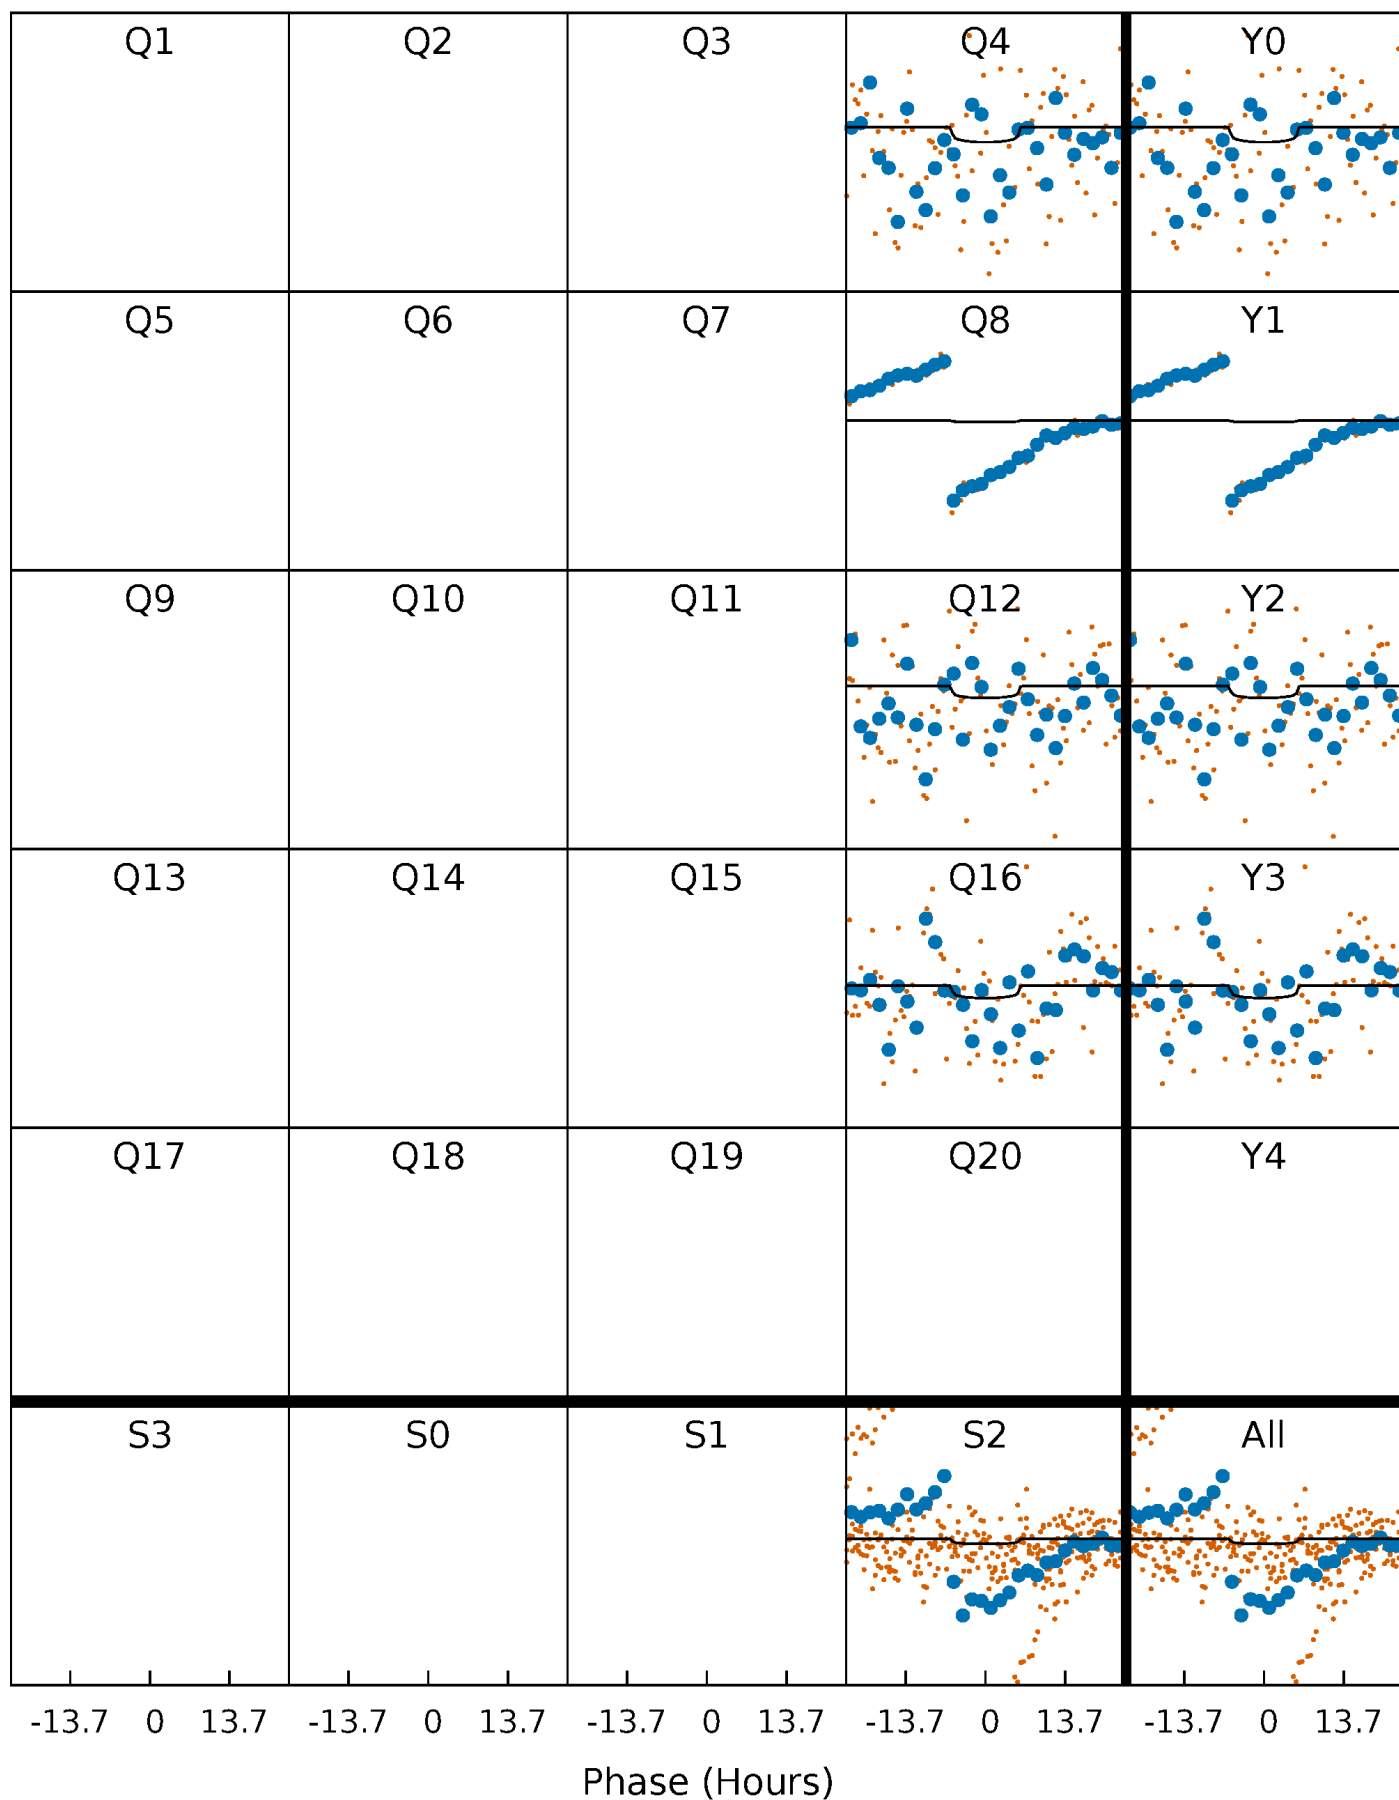 Q1 Q2 Q3 Q4 Y0
Q5 Q6 Q7 Q8 Y1
Q9 Q10 Q11 Q12 Y2
Q13 Q14 Q15 Q16 Y3
Q17 Q18 Q19 Q20 Y4
S3 S0 S1 S2 All
-13.7 0 13.7 -13.7 0 13.7 -13.7 0 13.7 -13.7 0 13.7 -13.7 0 13.7
Phase (Hours)